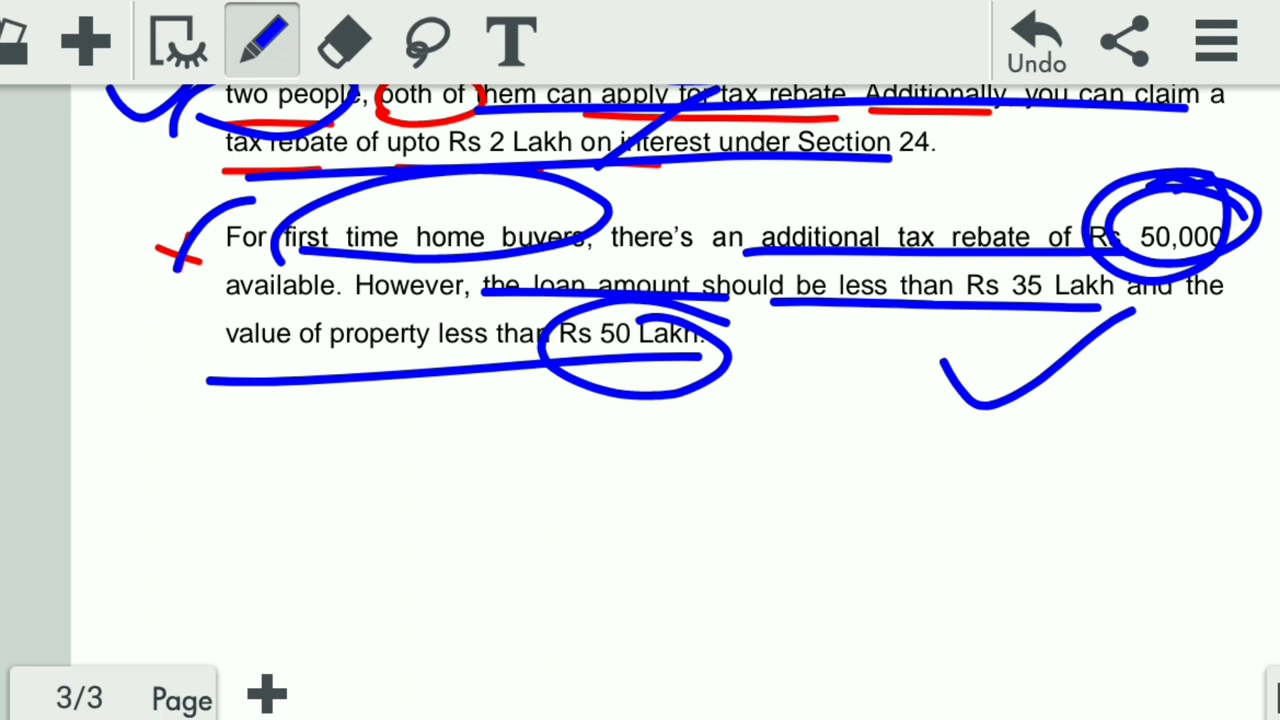 T
Undo
two people, both of them can apply for tax rebate. Additionally, you can claim a
tax rebate of upto Rs 2 Lakh on interest under Section 24.
For first time home buyers, there's an additional tax rebate of Rs 50,000
available. However, the loan amount should be less than Rs 35 Lakh and the
value of property less than Rs 50 Lakh.
3/3 Page